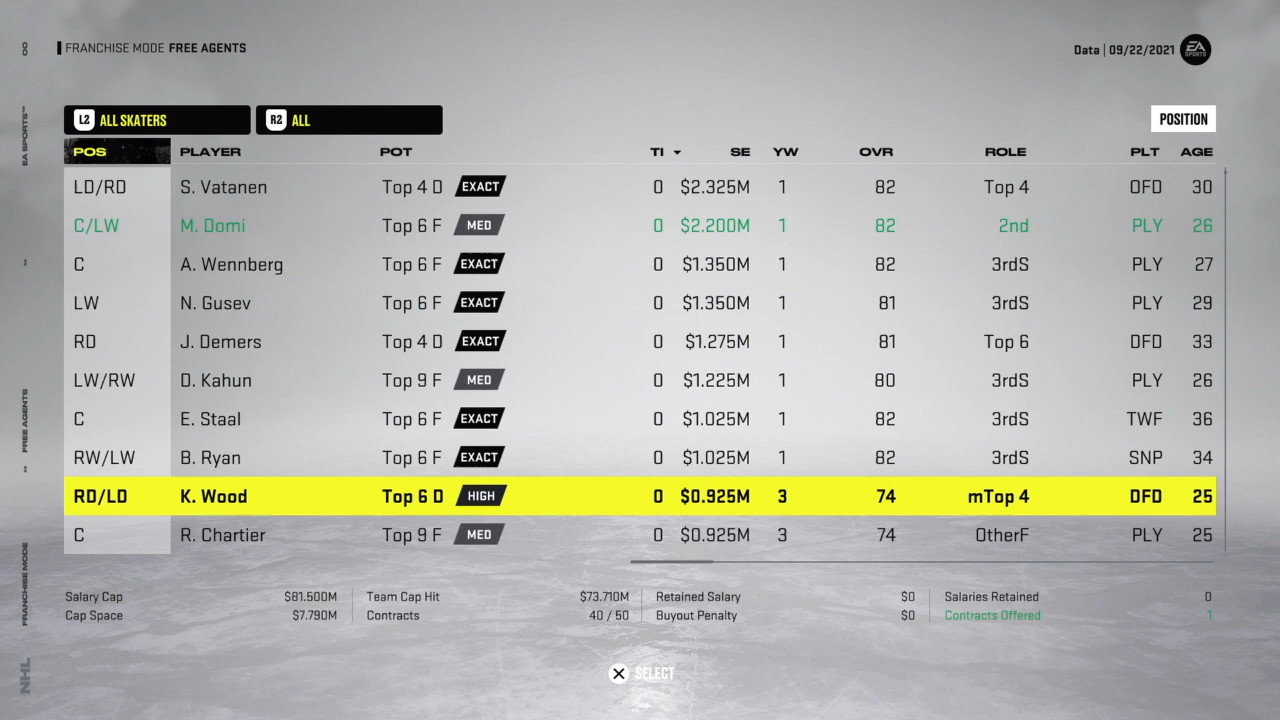 FRANCHISE MODE FREE AGENTS
Data | 09/22/2021 EA SPORTS
L2 ALL SKATERS R2 ALL
POSITION
POS PLAYER POT TI SE YW OVR ROLE PLT AGE
LD/RD S. Vatanen Top 4 D EXACT 0 $2.325M 1 82 Top 4 OFD 30
C/LW M. Domi Top 6 F MED 0 $2.200M 1 82 2nd PLY 26
C A. Wennberg Top 6 F EXACT 0 $1.350M 1 82 3rdS PLY 27
LW N. Gusev Top 6 F EXACT 0 $1.350M 1 81 3rdS PLY 29
RD J. Demers Top 4 D EXACT 0 $1.275M 1 81 Top 6 DFD 33
LW/RW D. Kahun Top 9 F MED 0 $1.225M 1 80 3rdS PLY 26
C E. Staal Top 6 F EXACT 0 $1.025M 1 82 3rdS TWF 36
RW/LW B. Ryan Top 6 F EXACT 0 $1.025M 1 82 3rdS SNP 34
RD/LD K. Wood Top 6 D HIGH 0 $0.925M 3 74 mTop 4 DFD 25
C R. Chartier Top 9 F MED 0 $0.925M 3 74 OtherF PLY 25
Salary Cap $81.500M Team Cap Hit $73.710M Retained Salary $0 Salaries Retained 0
Cap Space $7.790M Contracts 40 / 50 Buyout Penalty $0 Contracts Offered 1
SELECT
NHL FRANCHISE MODE FREE AGENTS EA SPORTS™